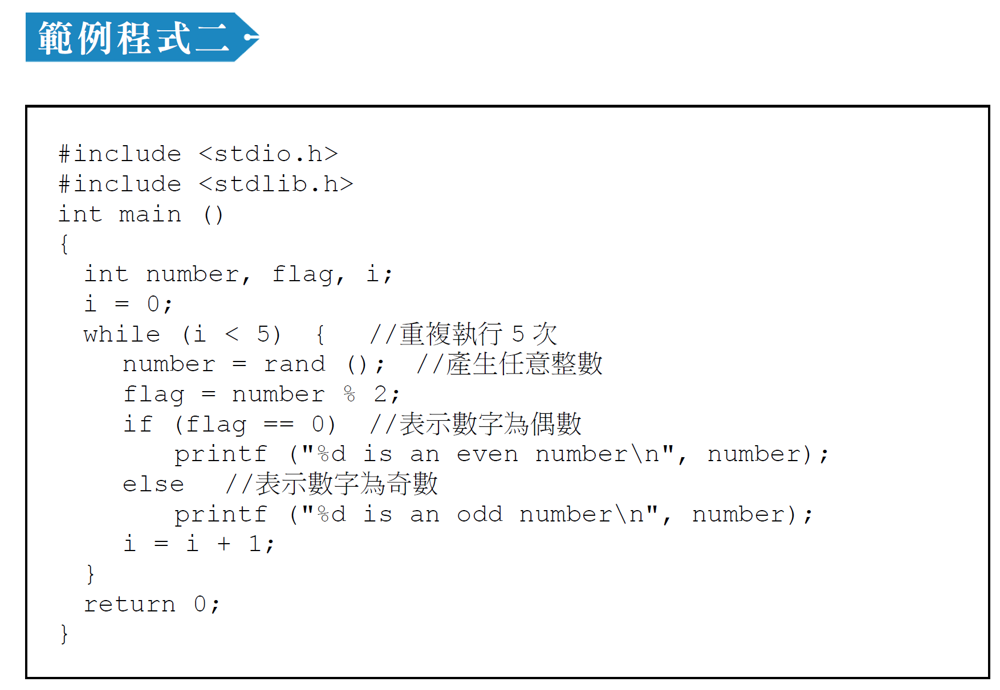 範例程式二
#include <stdio.h>
#include <stdlib.h>
int main ()
{
int number, flag, i;
i = 0;
while (i < 5) { //重複執行 5 次
number = rand (); //產生任意整數
flag = number % 2;
if (flag == 0) //表示數字為偶數
printf ("%d is an even number\n", number);
else //表示數字為奇數
printf ("%d is an odd number\n", number);
i = i + 1;
}
return 0;
}